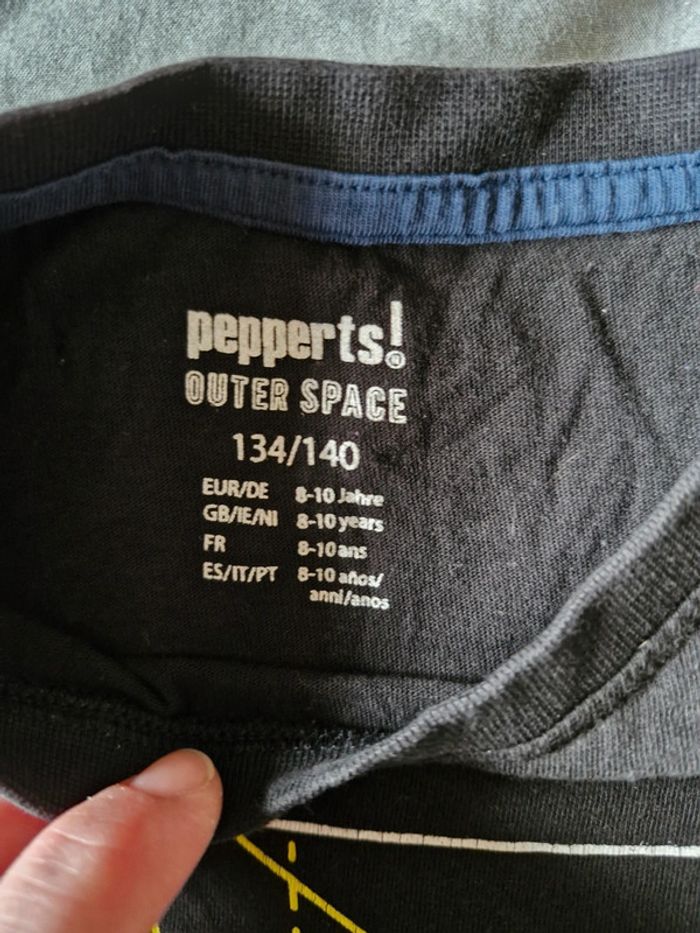 pepperts!®
OUTER SPACE
134/140
EUR/DE 8-10 Jahre
GB/IE/NI 8-10 years
FR 8-10 ans
ES/IT/PT 8-10 años/
anni/anos